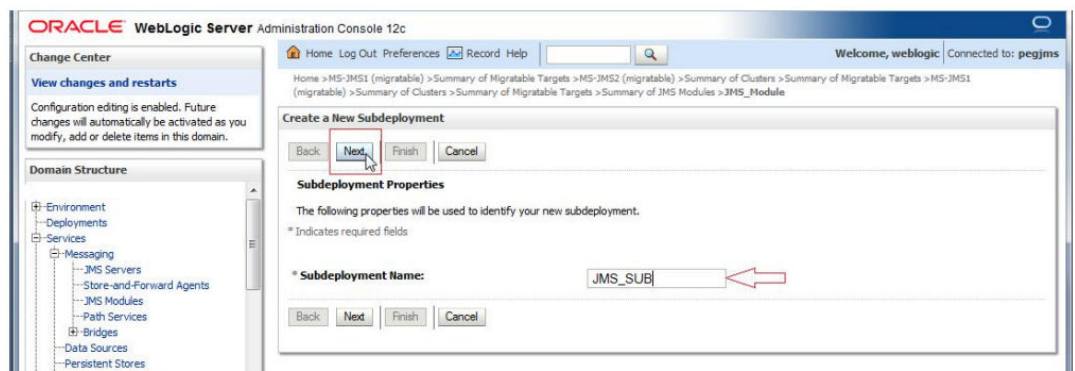 ORACLE WebLogic Server Administration Console 12c
Change Center
View changes and restarts
Configuration editing is enabled. Future
changes will automatically be activated as you
modify, add or delete items in this domain.
Domain Structure
Environment
Deployments
Services
Messaging
JMS Servers
Store-and-Forward Agents
JMS Modules
Path Services
Bridges
Data Sources
Persistent Stores
Home Log Out Preferences Record Help
Welcome, weblogic Connected to: pegjms
Home >MS-JMS1 (migratable) >Summary of Migratable Targets >MS-JMS2 (migratable) >Summary of Clusters >Summary of Migratable Targets >MS-JMS1
(migratable) >Summary of Clusters >Summary of Migratable Targets >Summary of JMS Modules >JMS_Module
Create a New Subdeployment
Back Next Finish Cancel
Subdeployment Properties
The following properties will be used to identify your new subdeployment.
* Indicates required fields
* Subdeployment Name: JMS_SUB
Back Next Finish Cancel